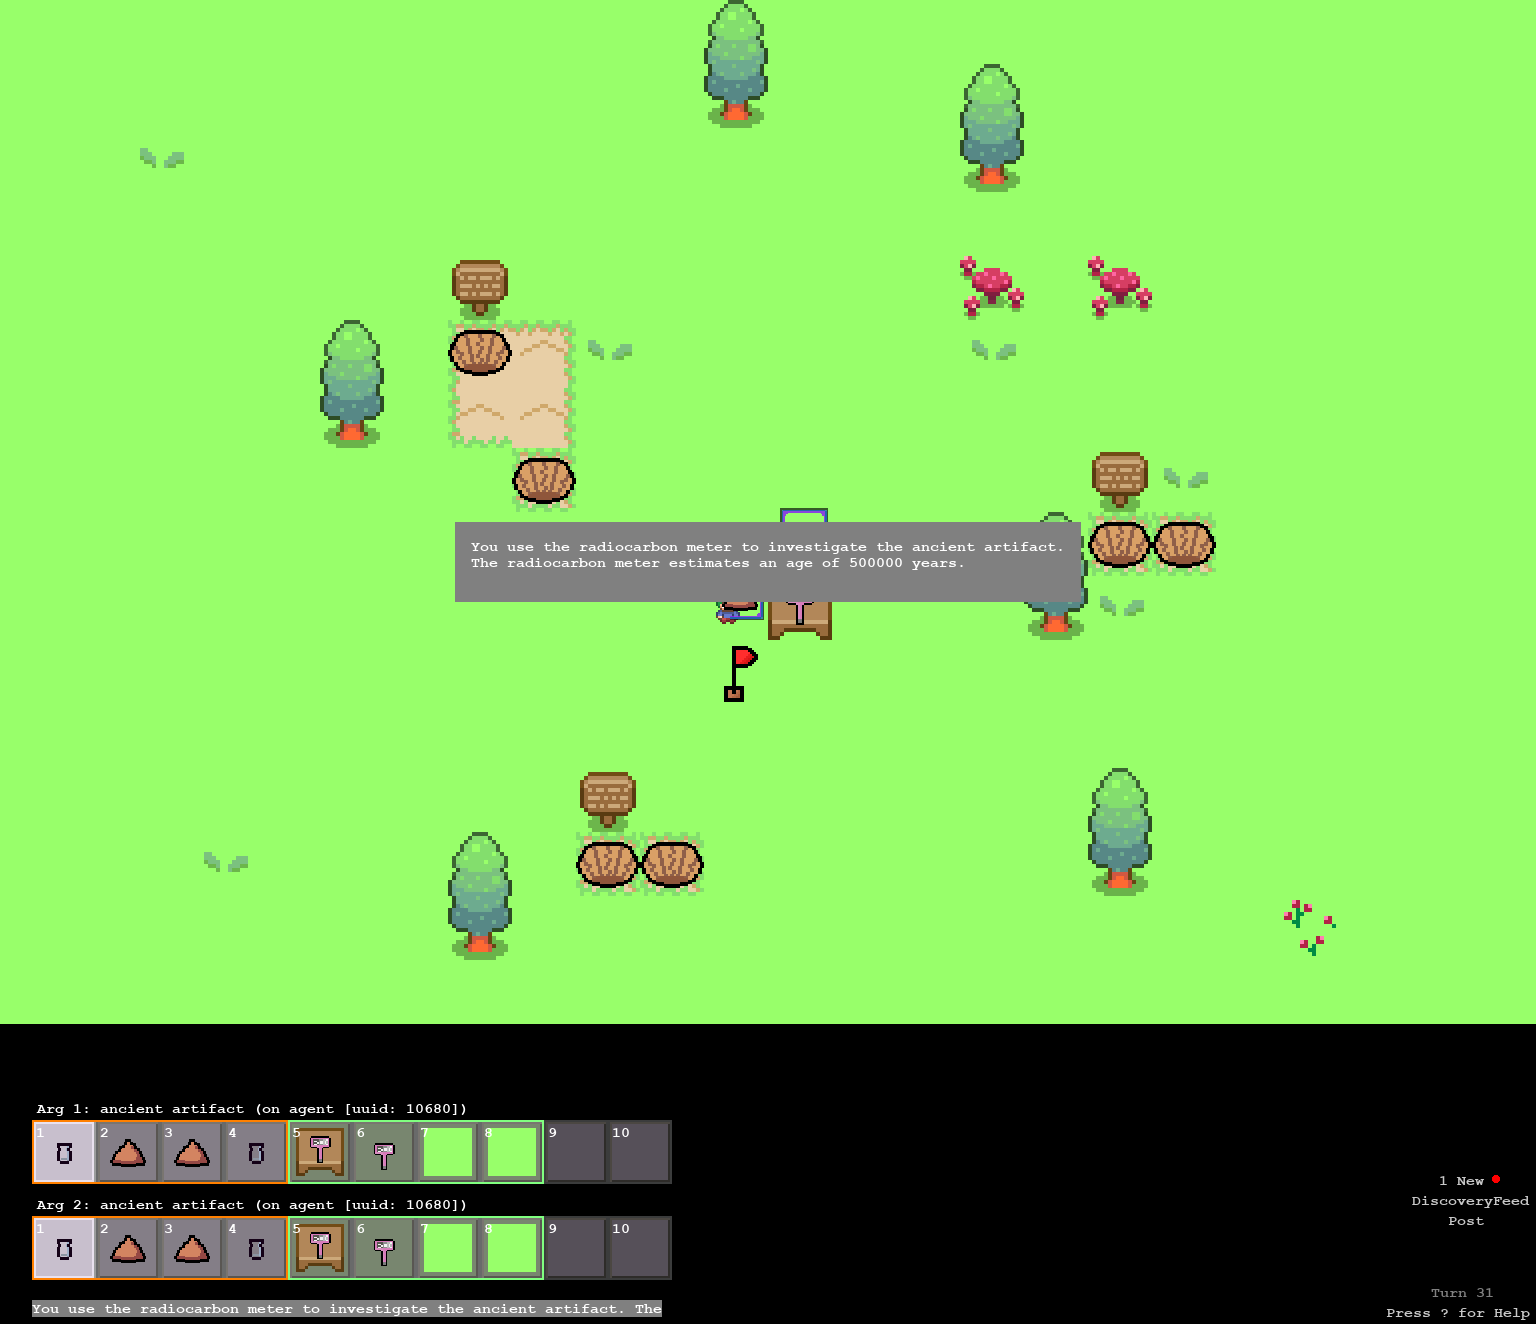 You use the radiocarbon meter to investigate the ancient artifact.
The radiocarbon meter estimates an age of 500000 years.
Arg 1: ancient artifact (on agent [uuid: 10680])
1 2 3 4 5 6 7 8 9 10
Arg 2: ancient artifact (on agent [uuid: 10680])
1 2 3 4 5 6 7 8 9 10
You use the radiocarbon meter to investigate the ancient artifact. The
1 New
DiscoveryFeed
Post
Turn 31
Press ? for Help